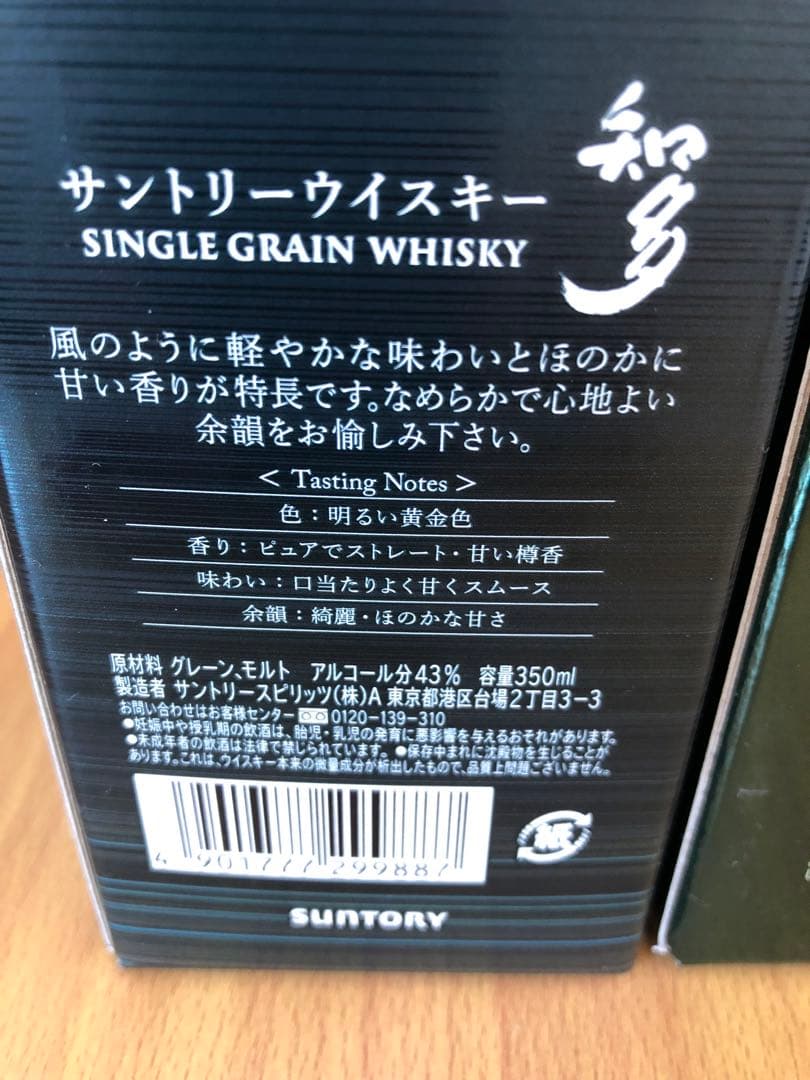 サントリーウイスキー
知多
SINGLE GRAIN WHISKY
風のように軽やかな味わいとほのかに
甘い香りが特長です。なめらかで心地よい
余韻をお愉しみ下さい。
< Tasting Notes >
色：明るい黄金色
香り：ピュアでストレート・甘い樽香
味わい：口当たりよく甘くスムース
余韻：綺麗・ほのかな甘さ
原材料 グレーン、モルト アルコール分43% 容量350ml
製造者 サントリースピリッツ(株)A 東京都港区台場2丁目3-3
お問い合わせはお客様センター 0120-139-310
●妊娠中や授乳期の飲酒は、胎児・乳児の発育に悪影響を与えるおそれがあります。
●未成年者の飲酒は法律で禁じられています。 ●保存中まれに沈殿物を生じることが
あります。これは、ウイスキー本来の微量成分が析出したもので、品質上問題ございません。
4 901777 299887
紙
SUNTORY